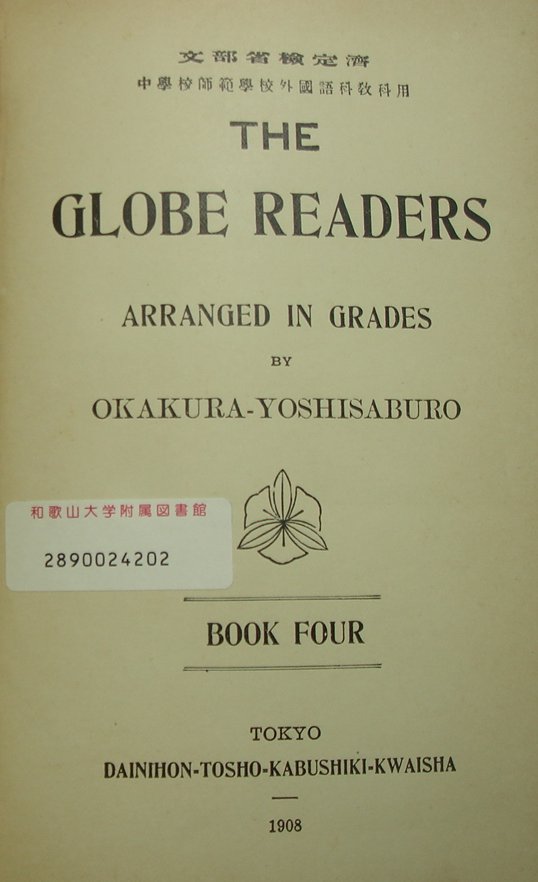 文部省檢定濟
中學校師範學校外國語科敎科用
THE
GLOBE READERS
ARRANGED IN GRADES
BY
OKAKURA-YOSHISABURO
和歌山大学附属図書館
2890024202
BOOK FOUR
TOKYO
DAINIHON-TOSHO-KABUSHIKI-KWAISHA
1908